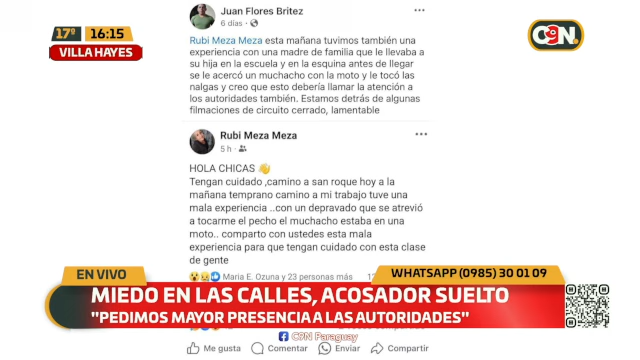 17° 16:15
VILLA HAYES
C9N
Juan Flores Britez
6 días
Rubi Meza Meza esta mañana tuvimos también una
experiencia con una madre de familia que le llevaba a
su hija en la escuela y en la esquina antes de llegar
se le acercó un muchacho con la moto y le tocó las
nalgas y creo que esto debería llamar la atención a
los autoridades también. Estamos detrás de algunas
filmaciones de circuito cerrado, lamentable
Rubi Meza Meza
5 h
HOLA CHICAS 👋
Tengan cuidado ,camino a san roque hoy a la
mañana temprano camino a mi trabajo tuve una
mala experiencia ..con un depravado que se atrevió
a tocarme el pecho el muchacho estaba en una
moto.. comparto con ustedes esta mala
experiencia para que tengan cuidado con esta clase
de gente
Maria E. Ozuna y 23 personas más
EN VIVO
WHATSAPP (0985) 30 01 09
MIEDO EN LAS CALLES, ACOSADOR SUELTO
"PEDIMOS MAYOR PRESENCIA A LAS AUTORIDADES"
C9N Paraguay
Me gusta Comentar Enviar Compartir